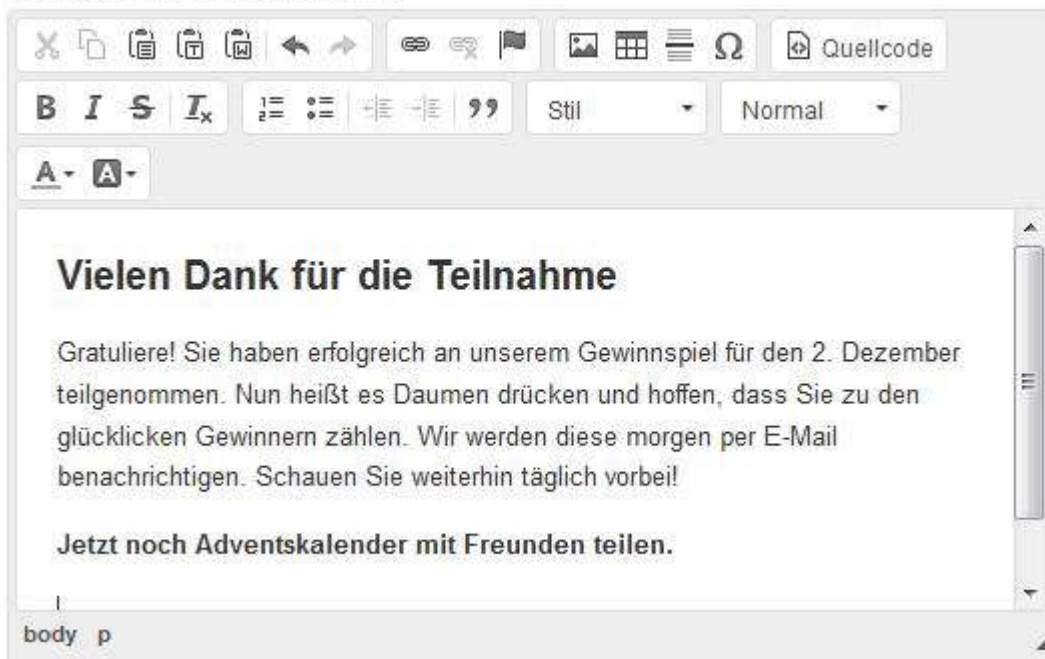 Quellcode
B I S Ix Stil Normal
A A
Vielen Dank für die Teilnahme
Gratuliere! Sie haben erfolgreich an unserem Gewinnspiel für den 2. Dezember
teilgenommen. Nun heißt es Daumen drücken und hoffen, dass Sie zu den
glücklicken Gewinnern zählen. Wir werden diese morgen per E-Mail
benachrichtigen. Schauen Sie weiterhin täglich vorbei!
Jetzt noch Adventskalender mit Freunden teilen.
body p